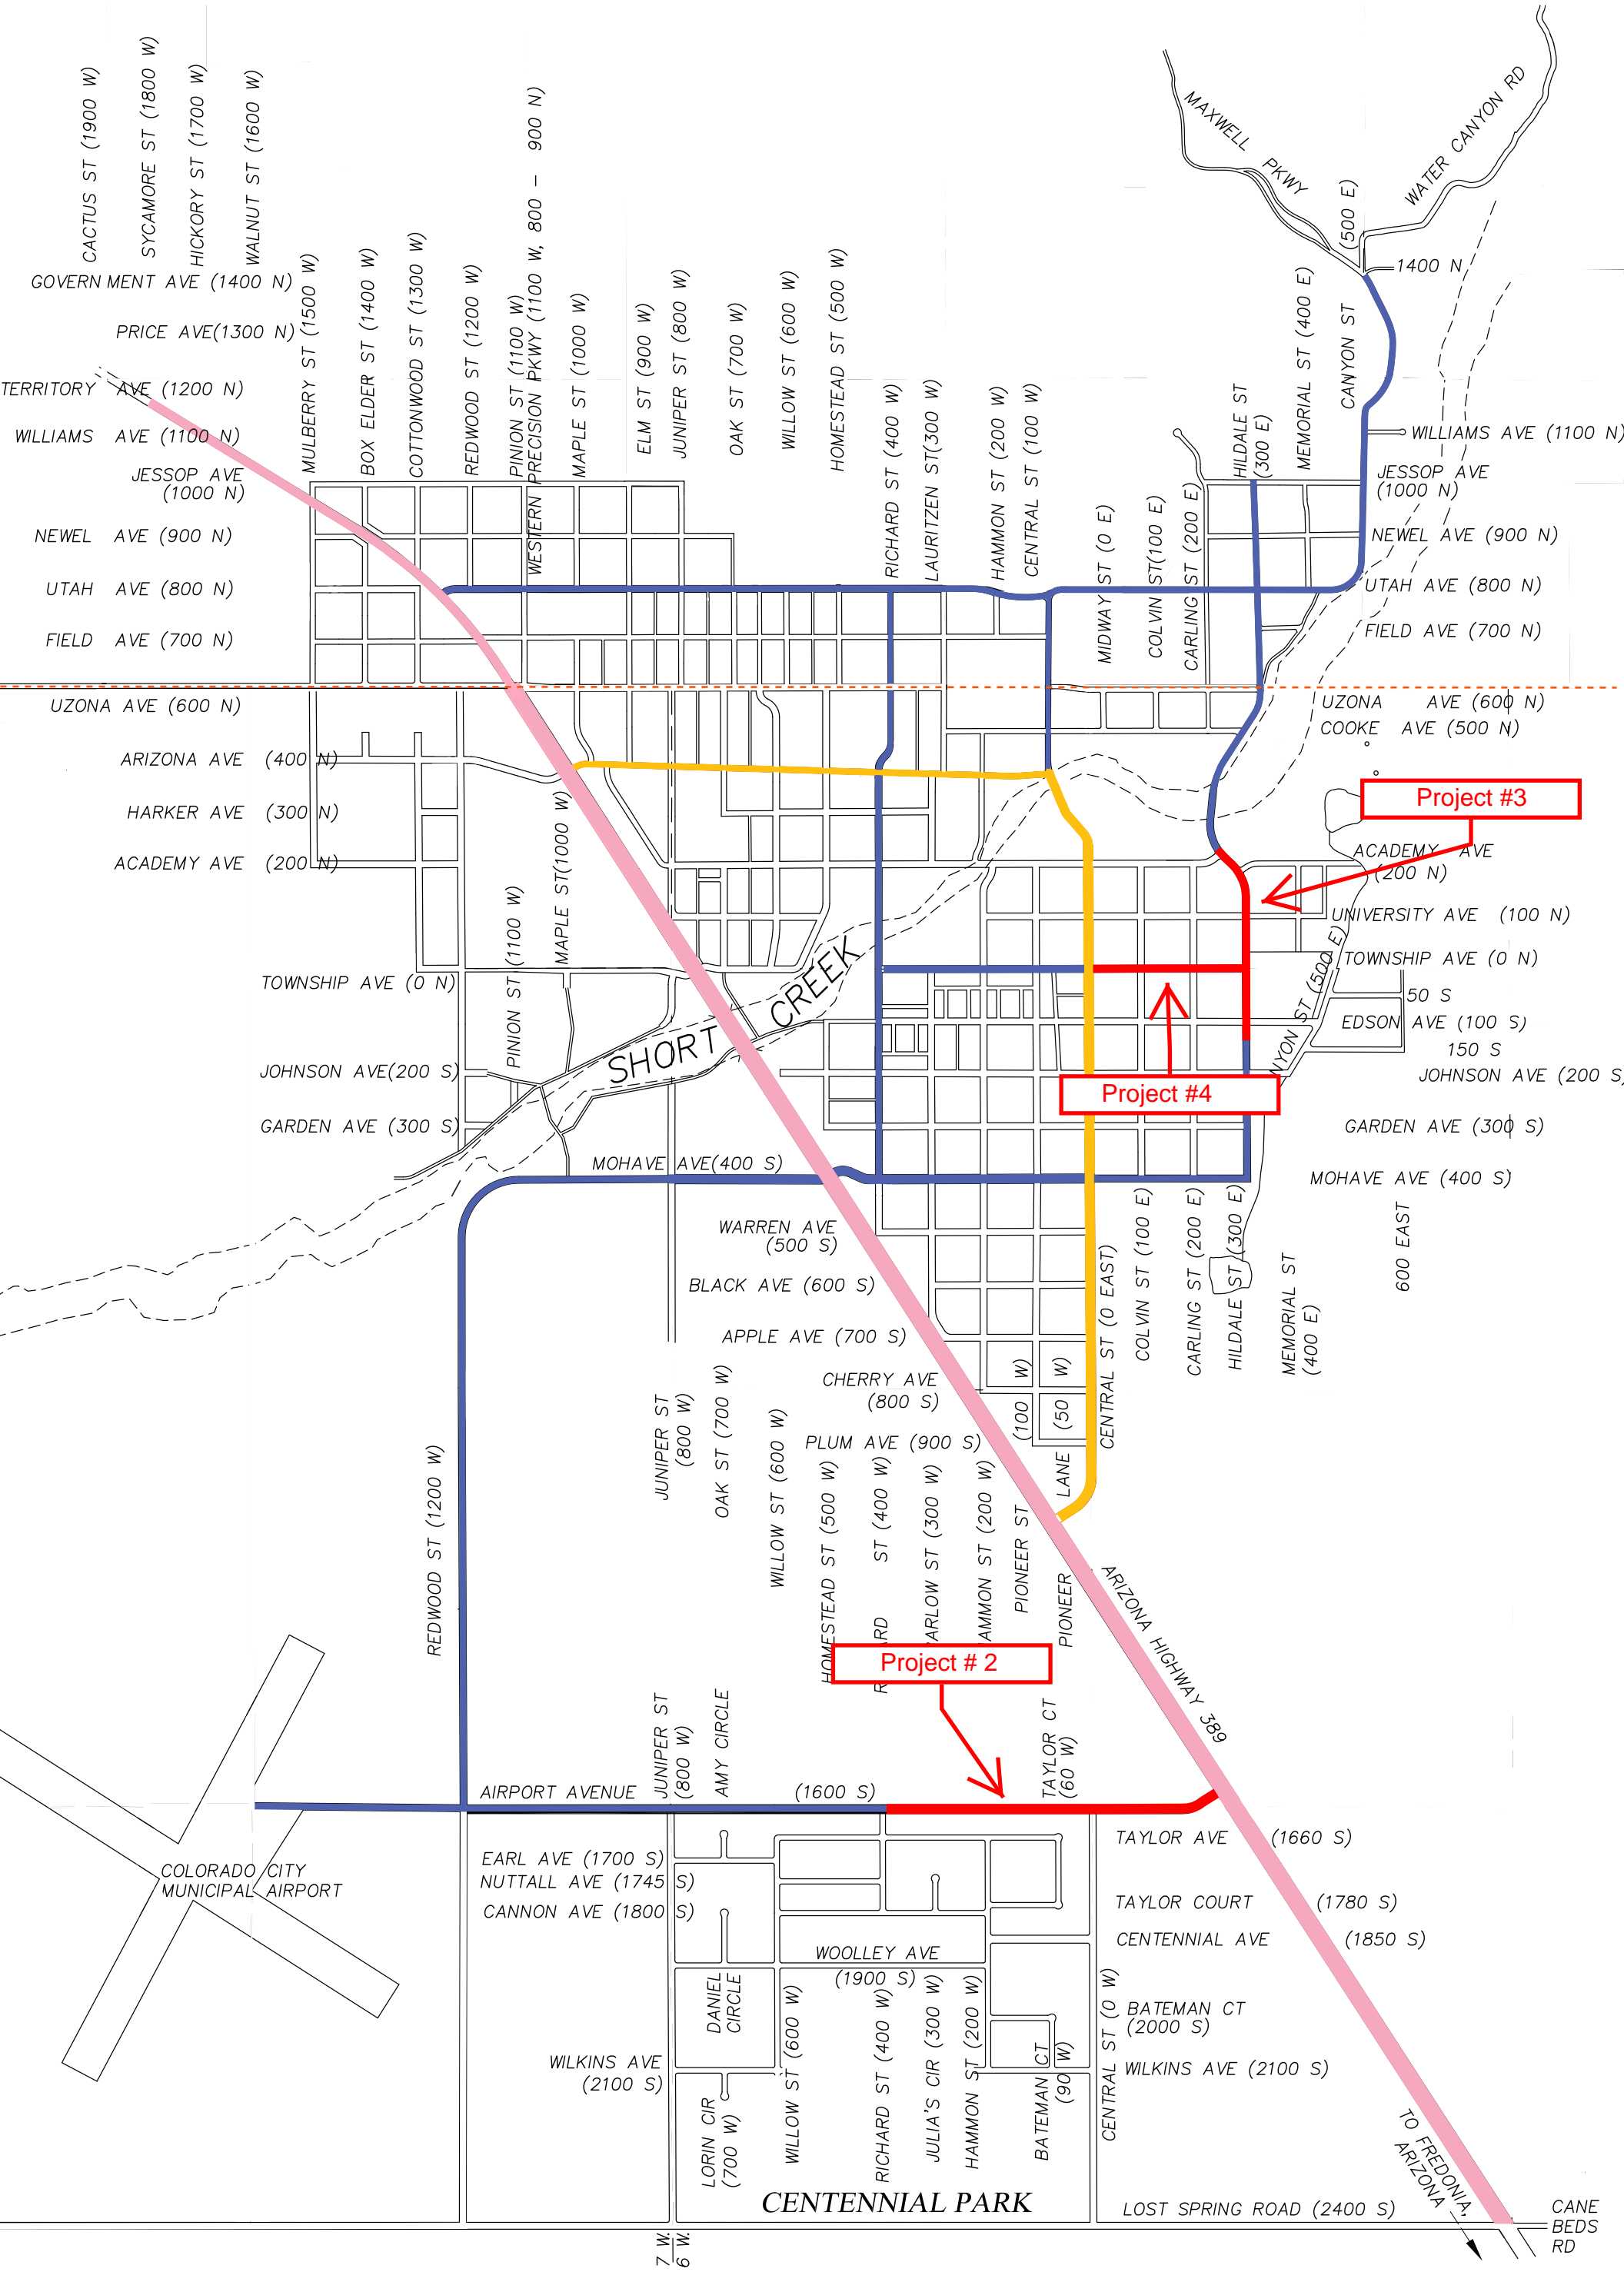 CACTUS ST (1900 W)
SYCAMORE ST (1800 W)
HICKORY ST (1700 W)
WALNUT ST (1600 W)
GOVERNMENT AVE (1400 N)
PRICE AVE(1300 N)
TERRITORY AVE (1200 N)
WILLIAMS AVE (1100 N)
JESSOP AVE
(1000 N)
NEWEL AVE (900 N)
UTAH AVE (800 N)
FIELD AVE (700 N)
UZONA AVE (600 N)
ARIZONA AVE (400 N)
HARKER AVE (300 N)
ACADEMY AVE (200 N)
TOWNSHIP AVE (0 N)
JOHNSON AVE(200 S)
GARDEN AVE (300 S)
MULBERRY ST (1500 W)
BOX ELDER ST (1400 W)
COTTONWOOD ST (1300 W)
REDWOOD ST (1200 W)
PINION ST (1100 W)
WESTERN PRECISION PKWY (1100 W, 800 - 900 N)
MAPLE ST (1000 W)
ELM ST (900 W)
JUNIPER ST (800 W)
OAK ST (700 W)
WILLOW ST (600 W)
HOMESTEAD ST (500 W)
RICHARD ST (400 W)
LAURITZEN ST(300 W)
HAMMON ST (200 W)
CENTRAL ST (100 W)
MIDWAY ST (0 E)
COLVIN ST(100 E)
CARLING ST (200 E)
HILDALE ST
(300 E)
MEMORIAL ST (400 E)
CANYON ST
(500 E)
MAXWELL PKWY
WATER CANYON RD
1400 N
WILLIAMS AVE (1100 N)
JESSOP AVE
(1000 N)
NEWEL AVE (900 N)
UTAH AVE (800 N)
FIELD AVE (700 N)
UZONA AVE (600 N)
COOKE AVE (500 N)
Project #3
ACADEMY AVE
(200 N)
UNIVERSITY AVE (100 N)
TOWNSHIP AVE (0 N)
50 S
EDSON AVE (100 S)
150 S
JOHNSON AVE (200 S
GARDEN AVE (300 S)
MOHAVE AVE (400 S)
NYON ST (500 E)
Project #4
PINION ST (1100 W)
MAPLE ST(1000 W)
SHORT CREEK
MOHAVE AVE(400 S)
WARREN AVE
(500 S)
BLACK AVE (600 S)
APPLE AVE (700 S)
CHERRY AVE
(800 S)
PLUM AVE (900 S)
(100 W)
(50 W)
CENTRAL ST (0 EAST)
COLVIN ST (100 E)
CARLING ST (200 E)
HILDALE ST (300 E)
MEMORIAL ST
(400 E)
600 EAST
REDWOOD ST (1200 W)
JUNIPER ST
(800 W)
OAK ST (700 W)
WILLOW ST (600 W)
HOMESTEAD ST (500 W)
R ARD ST (400 W)
ARLOW ST (300 W)
AMMON ST (200 W)
PIONEER ST
PIONEER LANE
ARIZONA HIGHWAY 389
Project # 2
JUNIPER ST
(800 W)
AMY CIRCLE
TAYLOR CT
(60 W)
AIRPORT AVENUE (1600 S)
COLORADO CITY
MUNICIPAL AIRPORT
EARL AVE (1700 S)
NUTTALL AVE (1745 S)
CANNON AVE (1800 S)
WOOLLEY AVE
(1900 S)
TAYLOR AVE (1660 S)
TAYLOR COURT (1780 S)
CENTENNIAL AVE (1850 S)
BATEMAN CT
(2000 S)
WILKINS AVE (2100 S)
WILKINS AVE
(2100 S)
DANIEL
CIRCLE
LORIN CIR
(700 W)
WILLOW ST (600 W)
RICHARD ST (400 W)
JULIA'S CIR (300 W)
HAMMON ST (200 W)
BATEMAN CT
(90 W)
CENTRAL ST (0 W)
CENTENNIAL PARK
LOST SPRING ROAD (2400 S)
TO FREDONIA,
ARIZONA
CANE
BEDS
RD
7 W.
6 W.